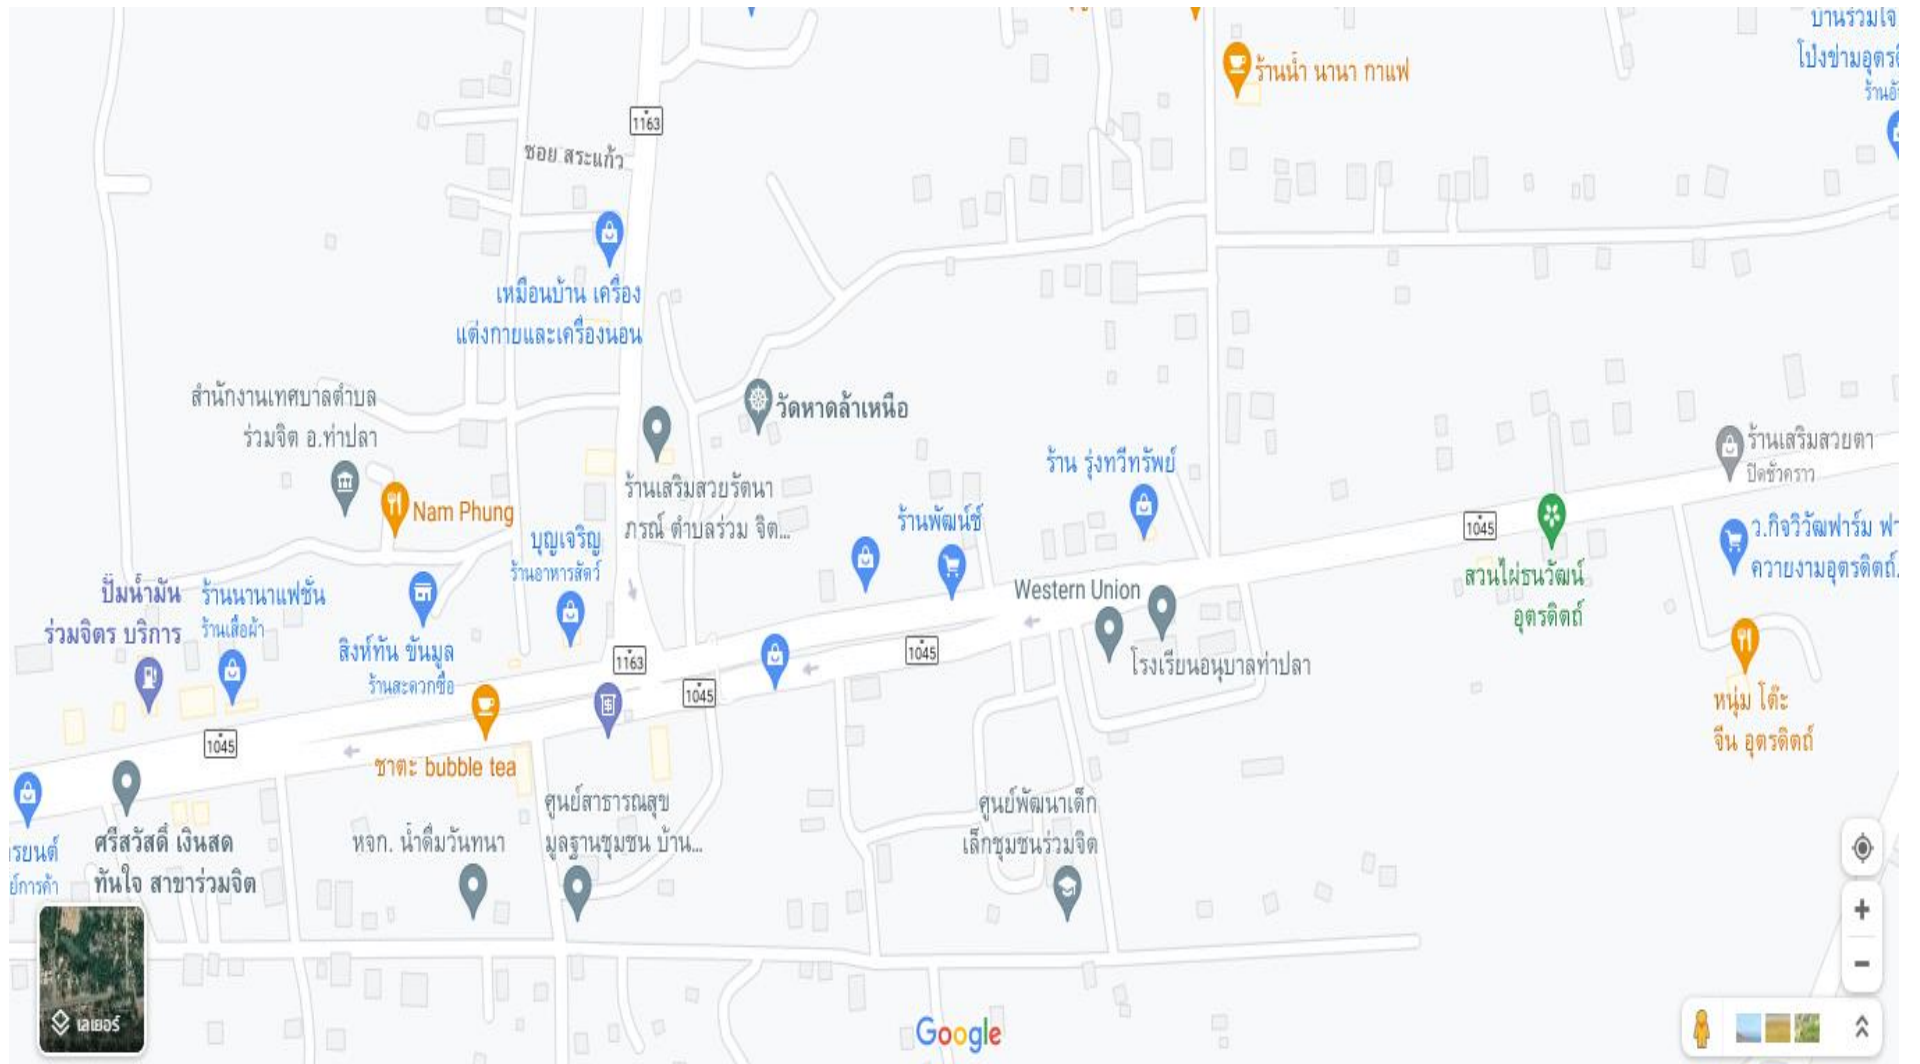 บ้านร่วมใจ
โป่งข่ามอุตรดิ
ร้านอั
ร้านน้ำ นานา กาแฟ
1163
ซอย สระแก้ว
เหมือนบ้าน เครื่อง
แต่งกายและเครื่องนอน
สำนักงานเทศบาลตำบล
ร่วมจิต อ.ท่าปลา
วัดหาดล้าเหนือ
ร้านเสริมสวยตา
ปิดชั่วคราว
ร้าน รุ่งทวีทรัพย์
ร้านเสริมสวยรัตนา
ภรณ์ ตำบลร่วม จิต...
Nam Phung
ร้านพัฒน์ช์
1045
ว.กิจวิวัฒฟาร์ม ฟา
ควายงามอุตรดิตถ์.
บุญเจริญ
ร้านอาหารสัตว์
สวนไผ่ธนวัฒน์
อุตรดิตถ์
Western Union
ปั๊มน้ำมัน
ร่วมจิตร บริการ
ร้านนานาแฟชั่น
ร้านเสื้อผ้า
สิงห์ทัน ขันมูล
ร้านสะดวกซื้อ
1163
1045
โรงเรียนอนุบาลท่าปลา
1045
หนุ่ม โต๊ะ
จีน อุตรดิตถ์
1045
ชาตะ bubble tea
ศูนย์สาธารณสุข
มูลฐานชุมชน บ้าน...
ศูนย์พัฒนาเด็ก
เล็กชุมชนร่วมจิต
หจก. น้ำดื่มวันทนา
ศรีสวัสดิ์ เงินสด
ทันใจ สาขาร่วมจิต
ารยนต์
ย์การค้า
เลเยอร์
Google